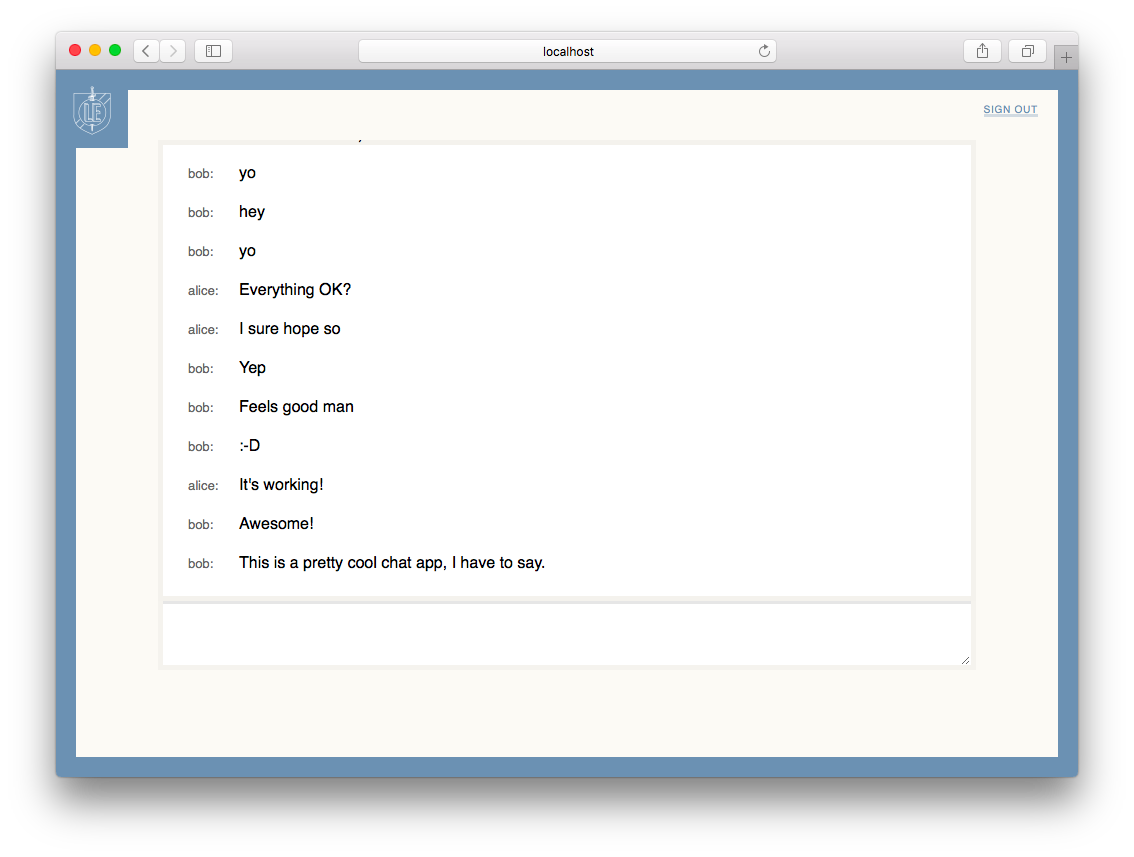 localhost
LE
SIGN OUT
bob: yo
bob: hey
bob: yo
alice: Everything OK?
alice: I sure hope so
bob: Yep
bob: Feels good man
bob: :-D
alice: It's working!
bob: Awesome!
bob: This is a pretty cool chat app, I have to say.